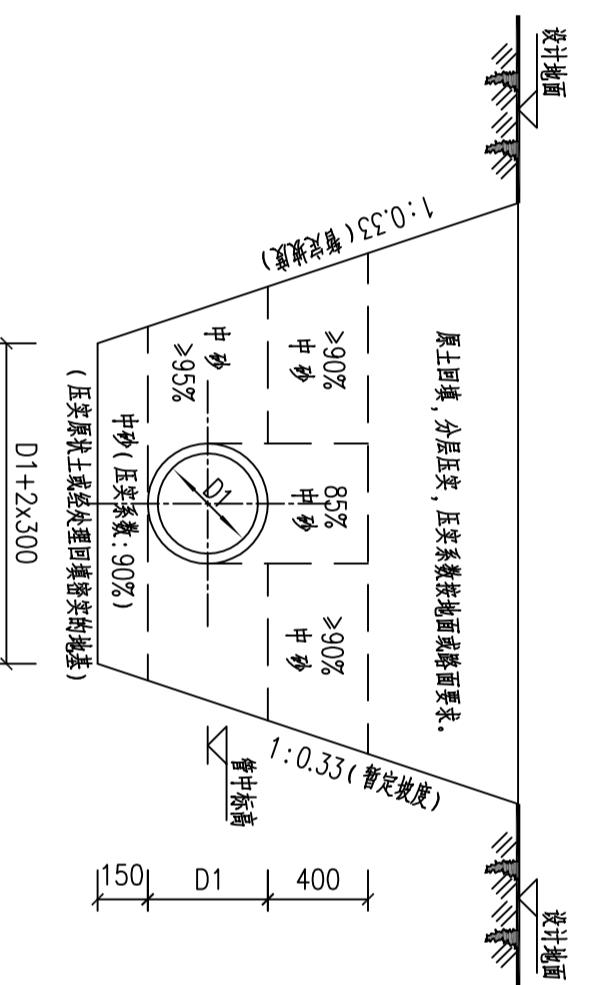 设计地面
设计地面
原土回填，分层压实，压实系数按地面或路面要求。
1:0.33(暂定坡度)
1:0.33(暂定坡度)
≥90%
中 砂
85%
中 砂
≥90%
中 砂
中 砂
≥95%
D1
管中标高
中砂(压实系数:90%)
(压实原状土或经处理回填密实的地基)
D1+2x300
150
D1
400